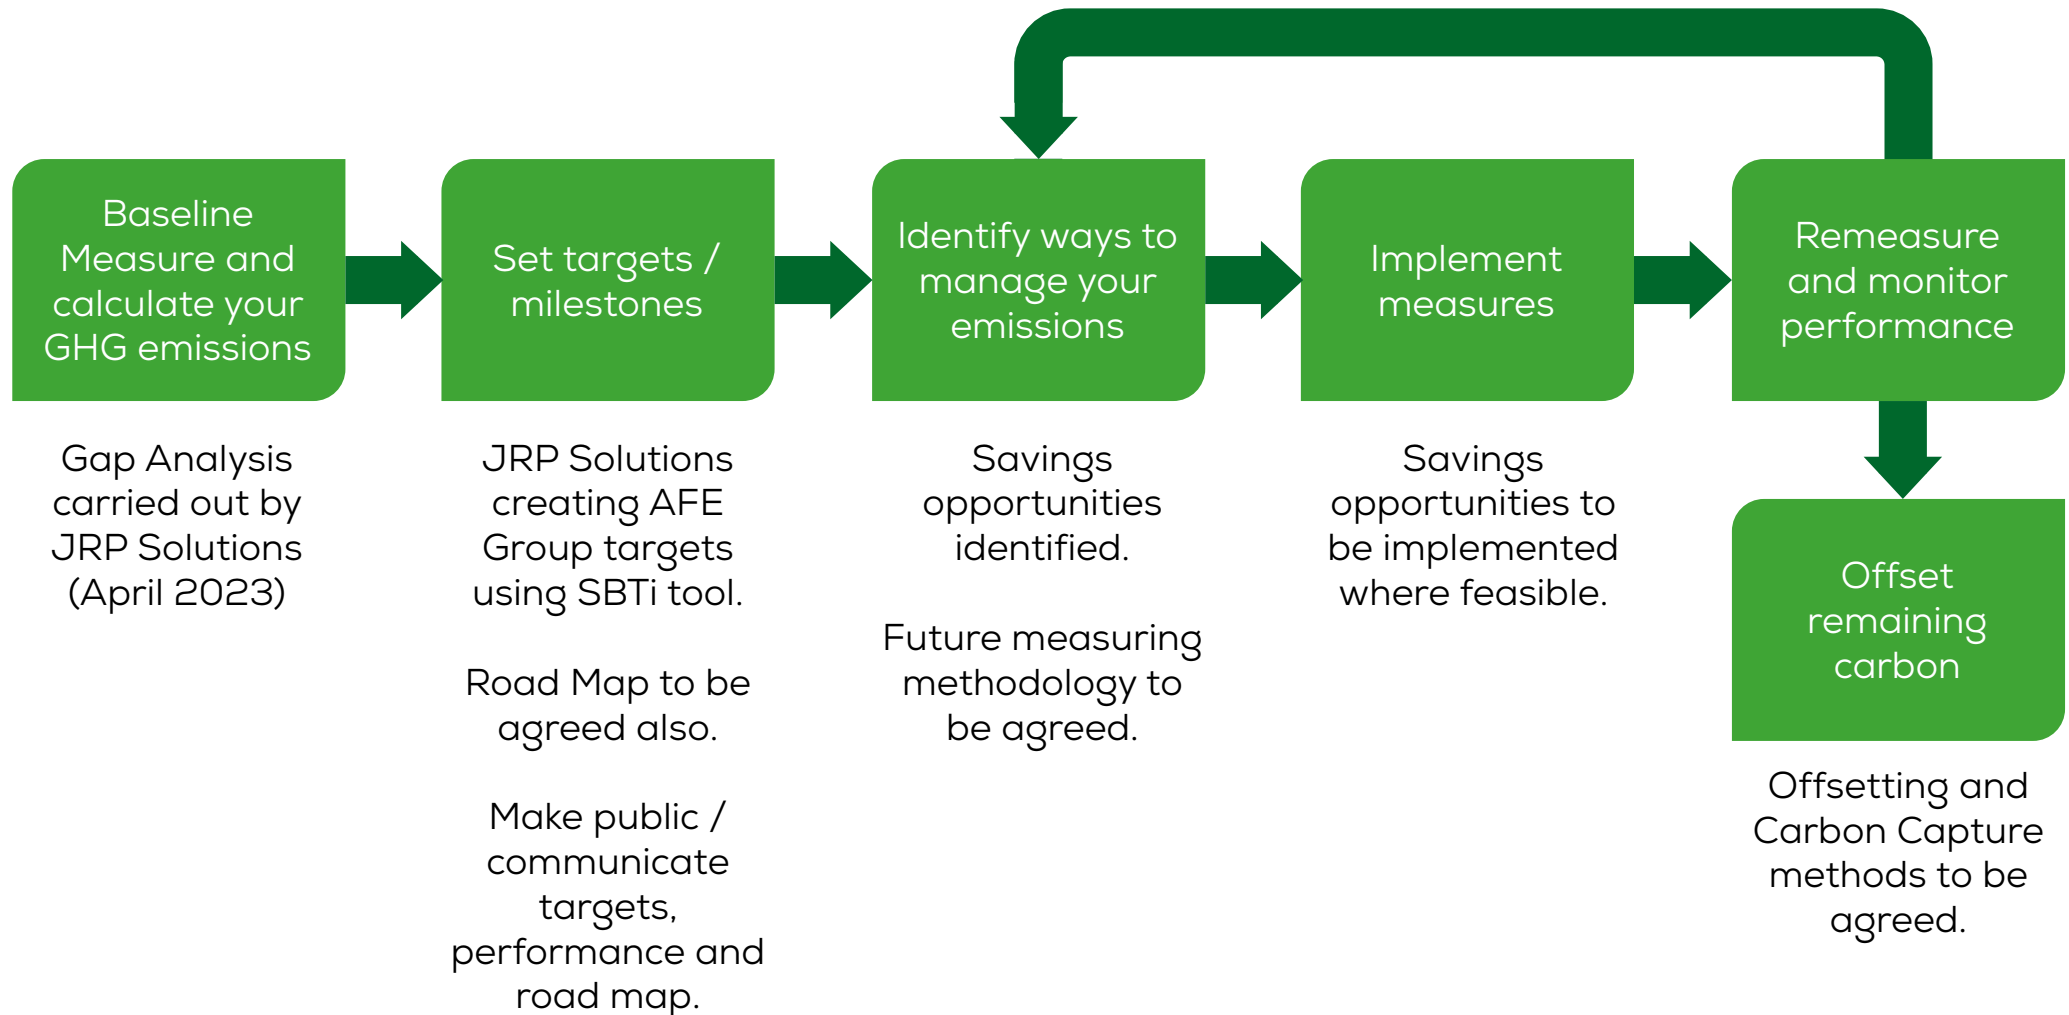 Baseline
Measure and
calculate your
GHG emissions
Set targets /
milestones
Identify ways to
manage your
emissions
Implement
measures
Remeasure
and monitor
performance
Gap Analysis
carried out by
JRP Solutions
(April 2023)
JRP Solutions
creating AFE
Group targets
using SBTi tool.
Road Map to be
agreed also.
Make public /
communicate
targets,
performance and
road map.
Savings
opportunities
identified.
Future measuring
methodology to
be agreed.
Savings
opportunities to
be implemented
where feasible.
Offset
remaining
carbon
Offsetting and
Carbon Capture
methods to be
agreed.